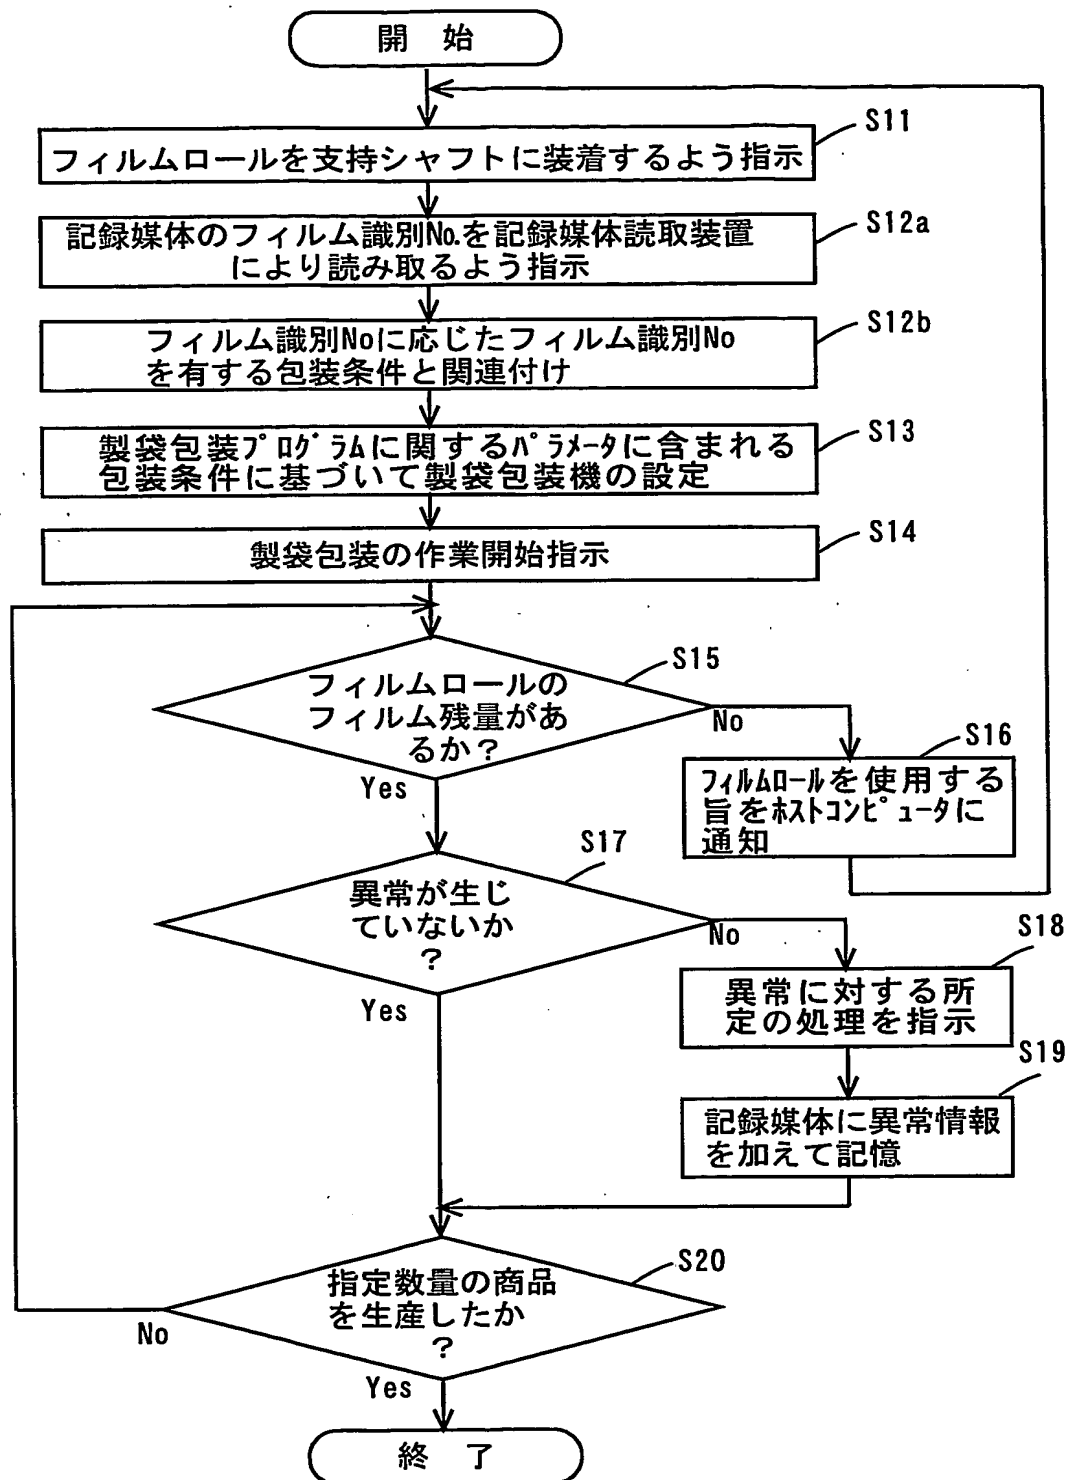 開 始
S11
フィルムロールを支持シャフトに装着するよう指示
S12a
記録媒体のフィルム識別No.を記録媒体読取装置
により読み取るよう指示
S12b
フィルム識別Noに応じたフィルム識別No
を有する包装条件と関連付け
S13
製袋包装プログラムに関するパラメータに含まれる
包装条件に基づいて製袋包装機の設定
S14
製袋包装の作業開始指示
S15
フィルムロールの
フィルム残量があ
るか?
No
Yes
S16
フィルムロールを使用する
旨をホストコンピュータに
通知
S17
異常が生じ
ていないか
?
No
Yes
S18
異常に対する所
定の処理を指示
S19
記録媒体に異常情報
を加えて記憶
S20
指定数量の商品
を生産したか
?
No
Yes
終 了